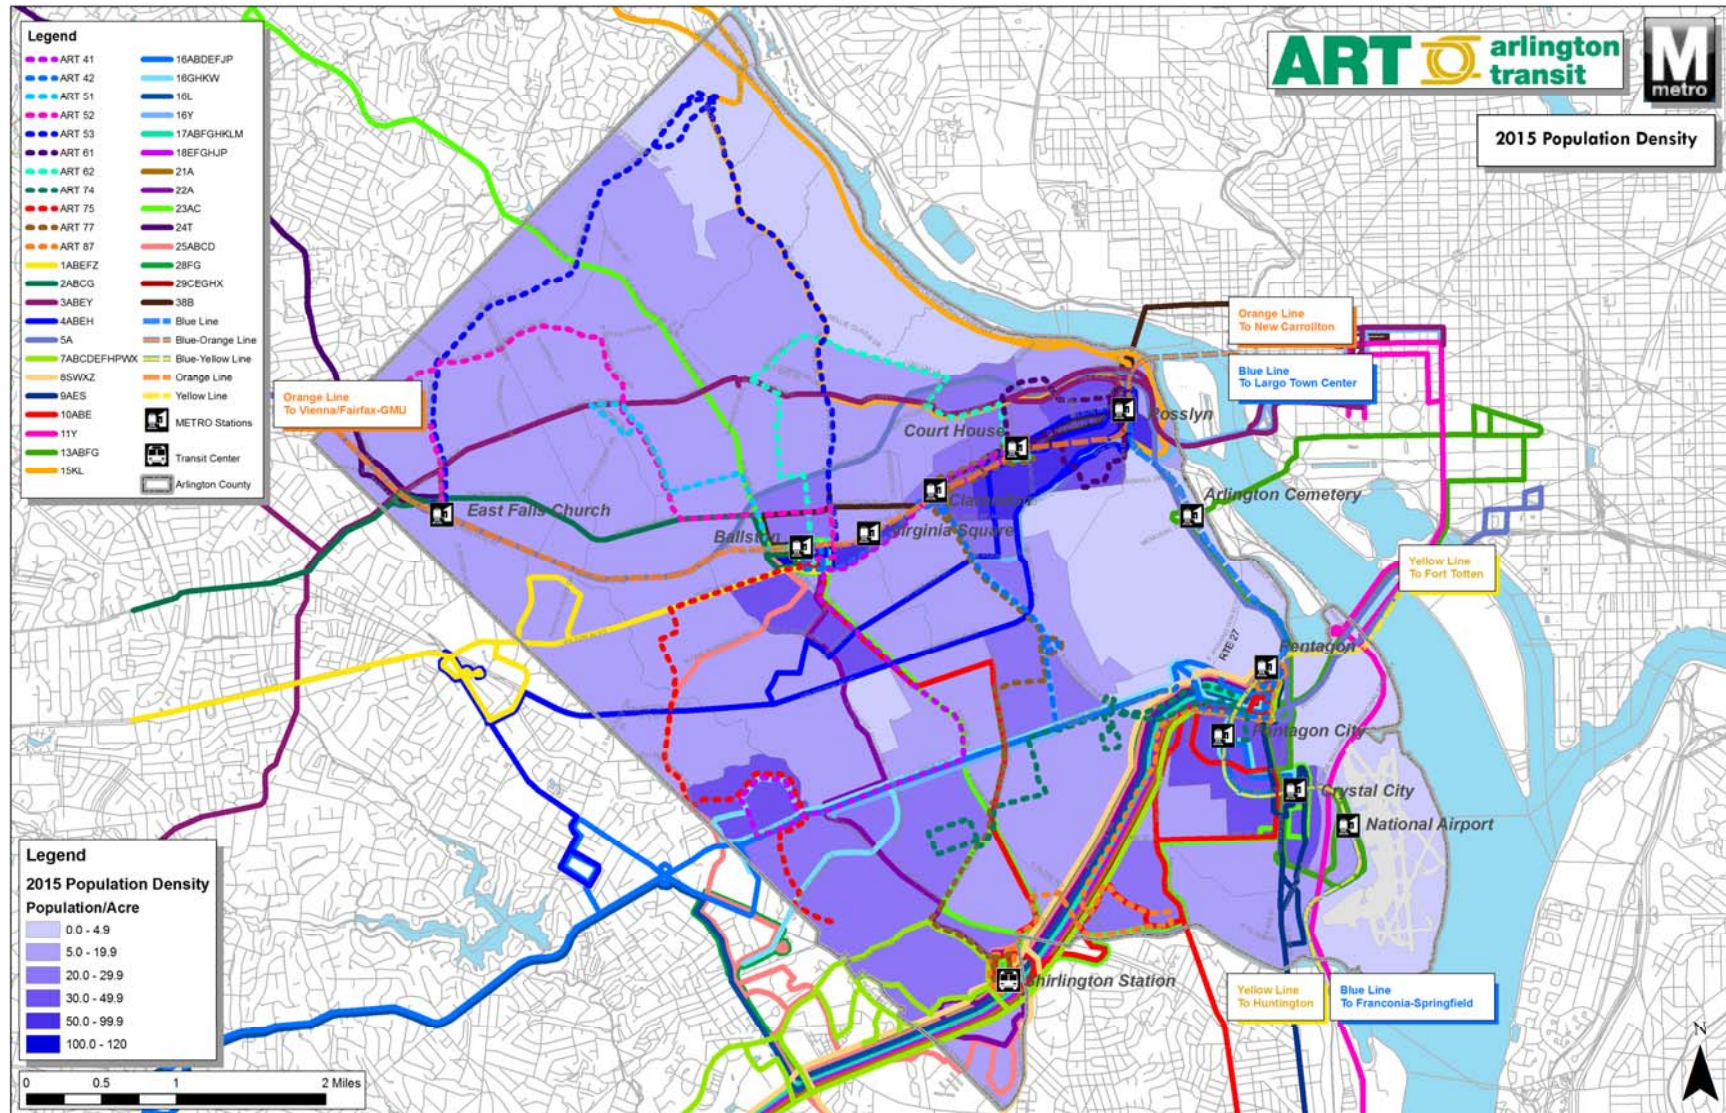 Legend
ART 41
ART 42
ART 51
ART 52
ART 53
ART 61
ART 62
ART 74
ART 75
ART 77
ART 87
1ABEFZ
2ABCG
3ABEY
4ABEH
5A
7ABCDEFHPWX
8SWXZ
9AES
10ABE
11Y
13ABFG
15KL
16ABDEFJP
16GHKW
16L
16Y
17ABFGHKLM
18EFGHJP
21A
22A
23AC
24T
25ABCD
28FG
29CEGHX
38B
Blue Line
Blue-Orange Line
Blue-Yellow Line
Orange Line
Yellow Line
METRO Stations
Transit Center
Arlington County
ART arlington
transit
M
metro
2015 Population Density
Orange Line
To New Carrollton
Blue Line
To Largo Town Center
Orange Line
To Vienna/Fairfax-GMU
Rosslyn
Court House
Clarendon
Arlington Cemetery
East Falls Church
Ballston
Virginia Square
Yellow Line
To Fort Totten
RTE 27
Pentagon
Pentagon City
Crystal City
National Airport
Shirlington Station
Yellow Line
To Huntington
Blue Line
To Franconia-Springfield
Legend
2015 Population Density
Population/Acre
0.0 - 4.9
5.0 - 19.9
20.0 - 29.9
30.0 - 49.9
50.0 - 99.9
100.0 - 120
0 0.5 1 2 Miles
N